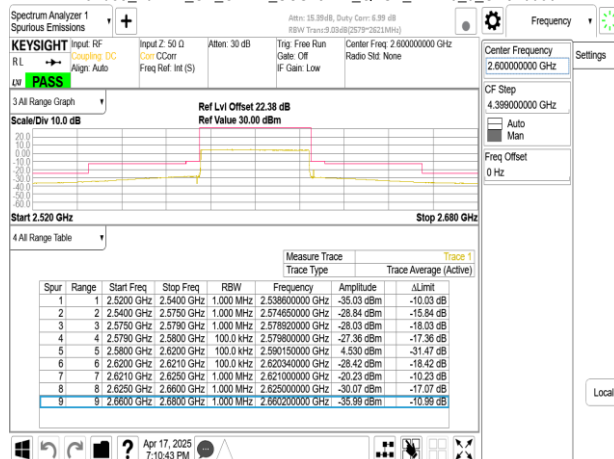 Spectrum Analyzer 1
Spurious Emissions
Attn: 15.39dB, Duty Corr: 6.99 dB
RBW Trans:9.03dB(2579~2621MHz)
Frequency
Settings
KEYSIGHT
RL
PASS
Input: RF
Coupling: DC
Align: Auto
Input Z: 50 Ω
Corr CCorr
Freq Ref: Int (S)
Atten: 30 dB
Trig: Free Run
Gate: Off
IF Gain: Low
Center Freq: 2.600000000 GHz
Radio Std: None
Center Frequency
2.600000000 GHz
CF Step
4.399000000 GHz
Auto
Man
Freq Offset
0 Hz
3 All Range Graph
Scale/Div 10.0 dB
Ref Lvl Offset 22.38 dB
Ref Value 30.00 dBm
20.0
10.0
0.00
-10.0
-20.0
-30.0
-40.0
-50.0
-60.0
Start 2.520 GHz
Stop 2.680 GHz
4 All Range Table
Measure Trace Trace 1
Trace Type Trace Average (Active)
Spur Range Start Freq Stop Freq RBW Frequency Amplitude ΔLimit
1 1 2.5200 GHz 2.5400 GHz 1.000 MHz 2.538600000 GHz -35.03 dBm -10.03 dB
2 2 2.5400 GHz 2.5750 GHz 1.000 MHz 2.574650000 GHz -28.84 dBm -15.84 dB
3 3 2.5750 GHz 2.5790 GHz 1.000 MHz 2.578920000 GHz -28.03 dBm -18.03 dB
4 4 2.5790 GHz 2.5800 GHz 100.0 kHz 2.579800000 GHz -27.36 dBm -17.36 dB
5 5 2.5800 GHz 2.6200 GHz 100.0 kHz 2.590150000 GHz 4.530 dBm -31.47 dB
6 6 2.6200 GHz 2.6210 GHz 100.0 kHz 2.620340000 GHz -28.42 dBm -18.42 dB
7 7 2.6210 GHz 2.6250 GHz 1.000 MHz 2.621000000 GHz -20.23 dBm -10.23 dB
8 8 2.6250 GHz 2.6600 GHz 1.000 MHz 2.625000000 GHz -30.07 dBm -17.07 dB
9 9 2.6600 GHz 2.6800 GHz 1.000 MHz 2.660200000 GHz -35.99 dBm -10.99 dB
Local
Apr 17, 2025
7:10:43 PM